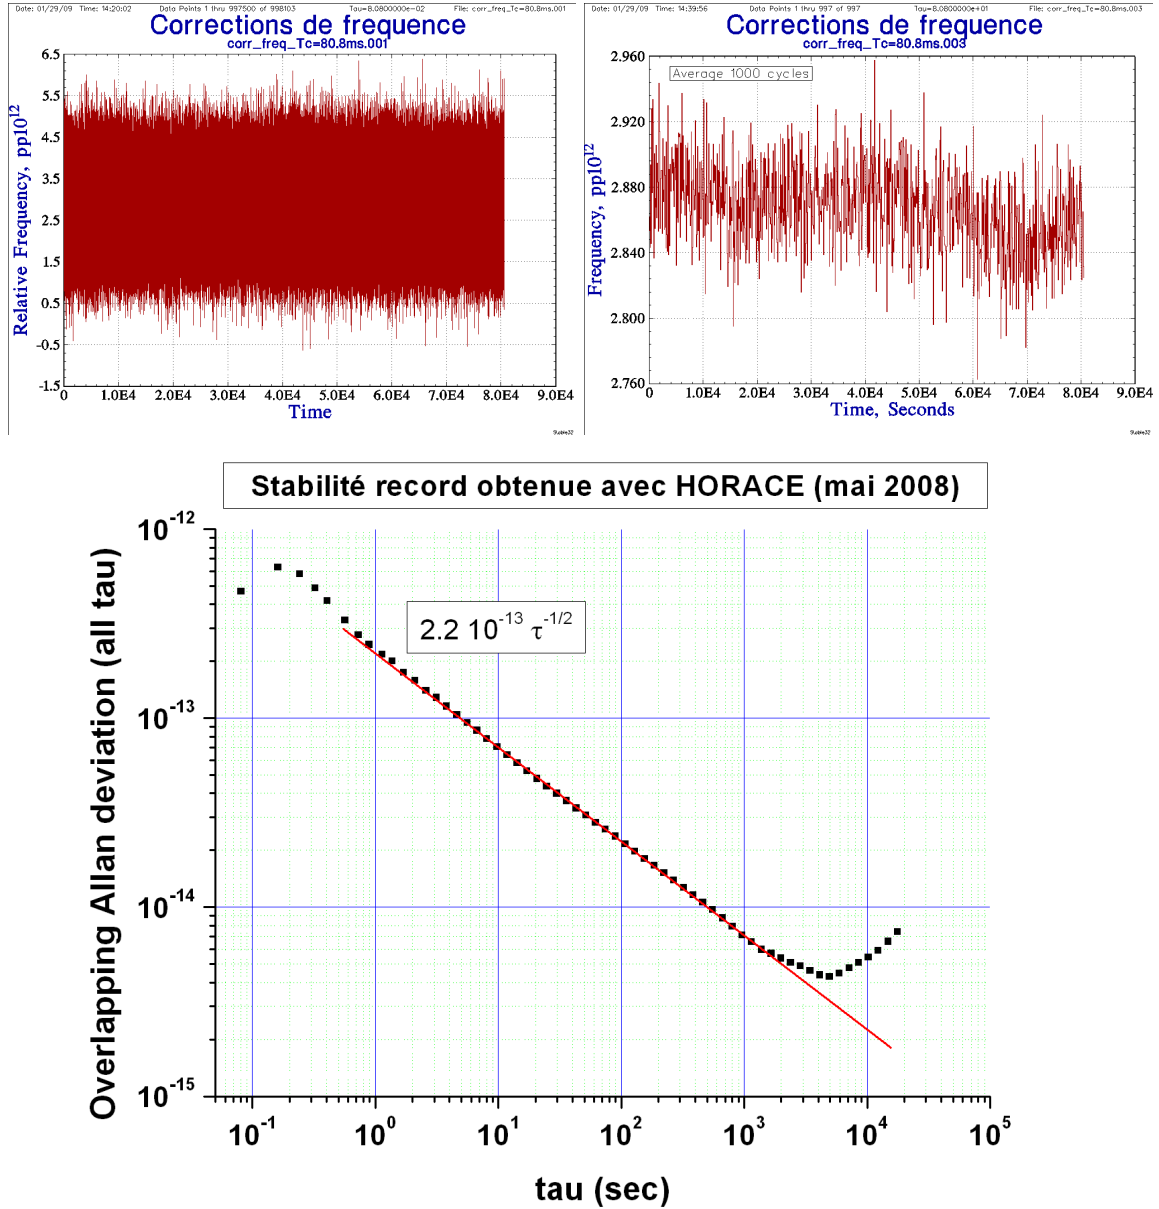 Date: 01/29/09 Time: 14:20:02 Data Points 1 thru 997500 of 998103 Tau=8.0800000e-02 File: corr_freq_Tc=80.8ms.001
Corrections de frequence
corr_freq_Tc=80.8ms.001
6.5
5.5
4.5
3.5
2.5
1.5
0.5
-0.5
-1.5
Relative Frequency, pp10^12
0 1.0E4 2.0E4 3.0E4 4.0E4 5.0E4 6.0E4 7.0E4 8.0E4 9.0E4
Time
Stable32
Date: 01/29/09 Time: 14:39:56 Data Points 1 thru 997 of 997 Tau=8.0800000e+01 File: corr_freq_Tc=80.8ms.003
Corrections de frequence
corr_freq_Tc=80.8ms.003
Average 1000 cycles
2.960
2.920
2.880
2.840
2.800
2.760
Frequency, pp10^12
0 1.0E4 2.0E4 3.0E4 4.0E4 5.0E4 6.0E4 7.0E4 8.0E4 9.0E4
Time, Seconds
Stable32
Stabilité record obtenue avec HORACE (mai 2008)
10^-12
10^-13
10^-14
10^-15
Overlapping Allan deviation (all tau)
2.2 10^-13 τ^-1/2
10^-1 10^0 10^1 10^2 10^3 10^4 10^5
tau (sec)